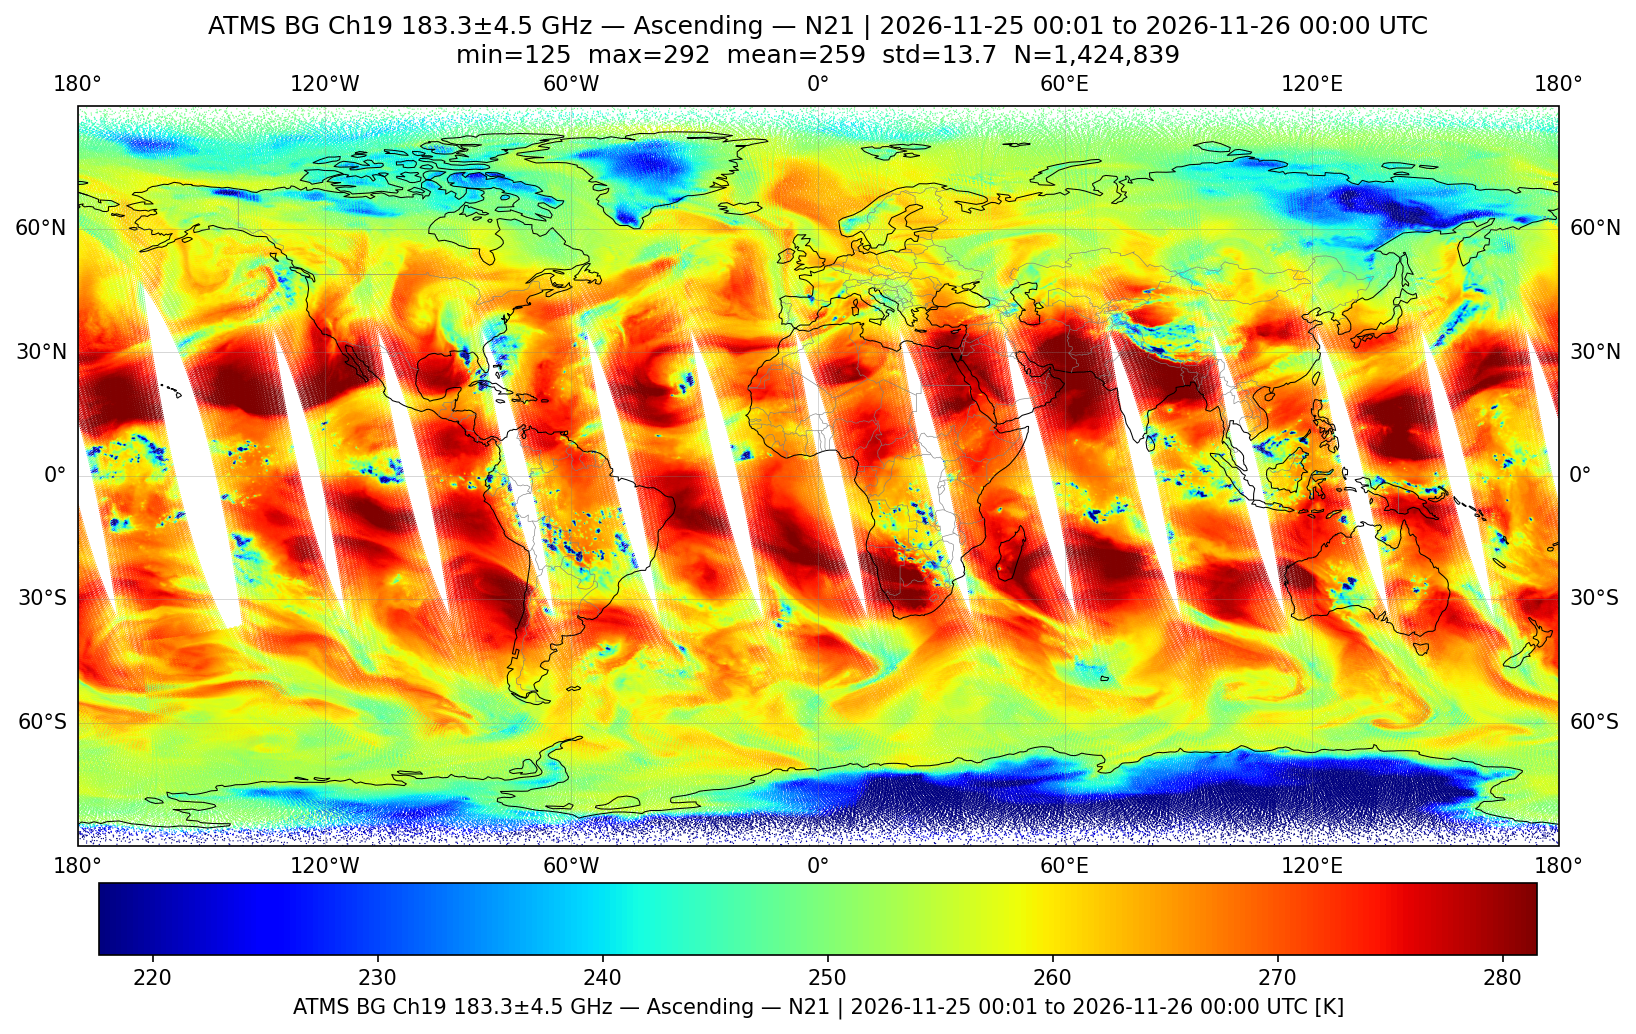 ATMS BG Ch19 183.3±4.5 GHz — Ascending — N21 | 2026-11-25 00:01 to 2026-11-26 00:00 UTC
min=125 max=292 mean=259 std=13.7 N=1,424,839
180° 120°W 60°W 0° 60°E 120°E 180°
60°N 60°N
30°N 30°N
0° 0°
30°S 30°S
60°S 60°S
180° 120°W 60°W 0° 60°E 120°E 180°
220 230 240 250 260 270 280
ATMS BG Ch19 183.3±4.5 GHz — Ascending — N21 | 2026-11-25 00:01 to 2026-11-26 00:00 UTC [K]